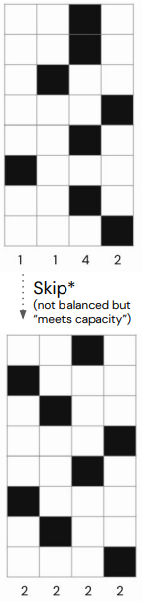 1 1 4 2
Skip*
(not balanced but
“meets capacity”)
2 2 2 2